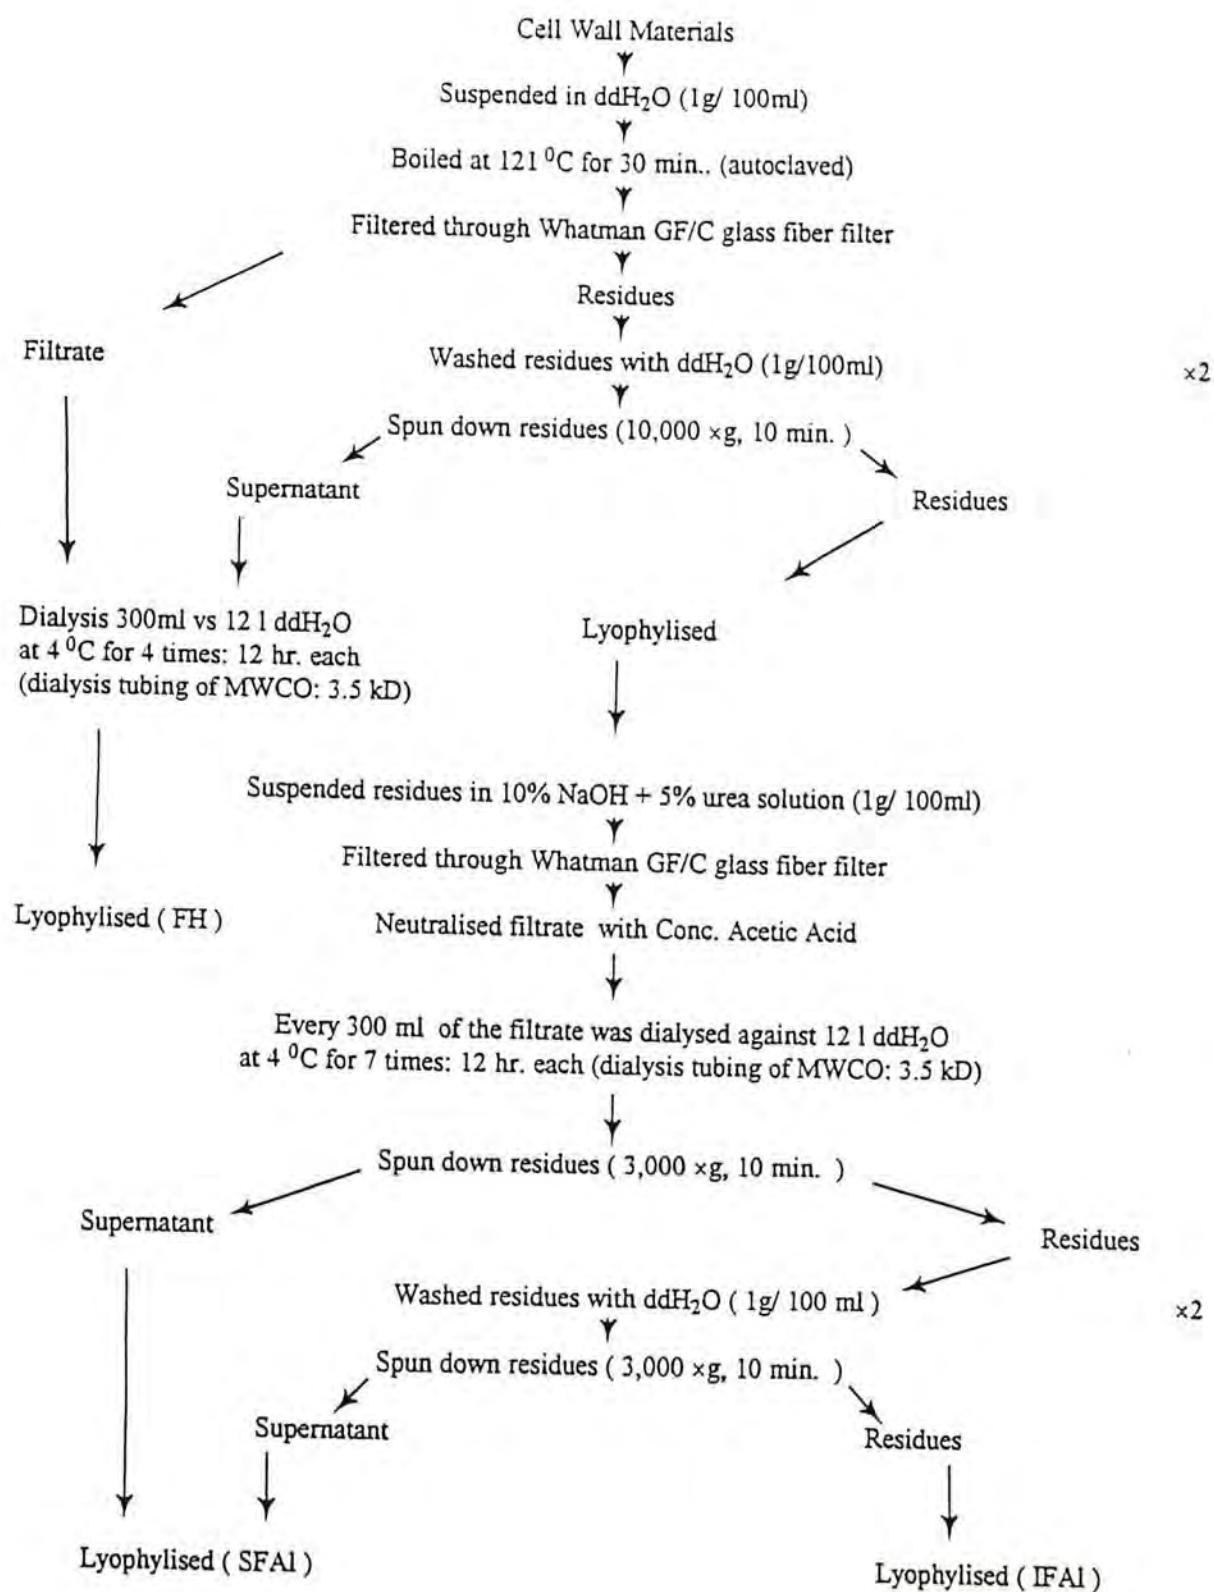 Cell Wall Materials
Suspended in ddH₂O (1g/ 100ml)
Boiled at 121 ⁰C for 30 min.. (autoclaved)
Filtered through Whatman GF/C glass fiber filter
Residues
Filtrate
Washed residues with ddH₂O (1g/100ml)
×2
Spun down residues (10,000 ×g, 10 min. )
Supernatant
Residues
Dialysis 300ml vs 12 l ddH₂O
at 4 ⁰C for 4 times: 12 hr. each
(dialysis tubing of MWCO: 3.5 kD)
Lyophylised
Suspended residues in 10% NaOH + 5% urea solution (1g/ 100ml)
Filtered through Whatman GF/C glass fiber filter
Lyophylised ( FH )
Neutralised filtrate with Conc. Acetic Acid
Every 300 ml of the filtrate was dialysed against 12 l ddH₂O
at 4 ⁰C for 7 times: 12 hr. each (dialysis tubing of MWCO: 3.5 kD)
Spun down residues ( 3,000 ×g, 10 min. )
Supernatant
Residues
Washed residues with ddH₂O ( 1g/ 100 ml )
×2
Spun down residues ( 3,000 ×g, 10 min. )
Supernatant
Residues
Lyophylised ( SFA1 )
Lyophylised ( IFA1 )